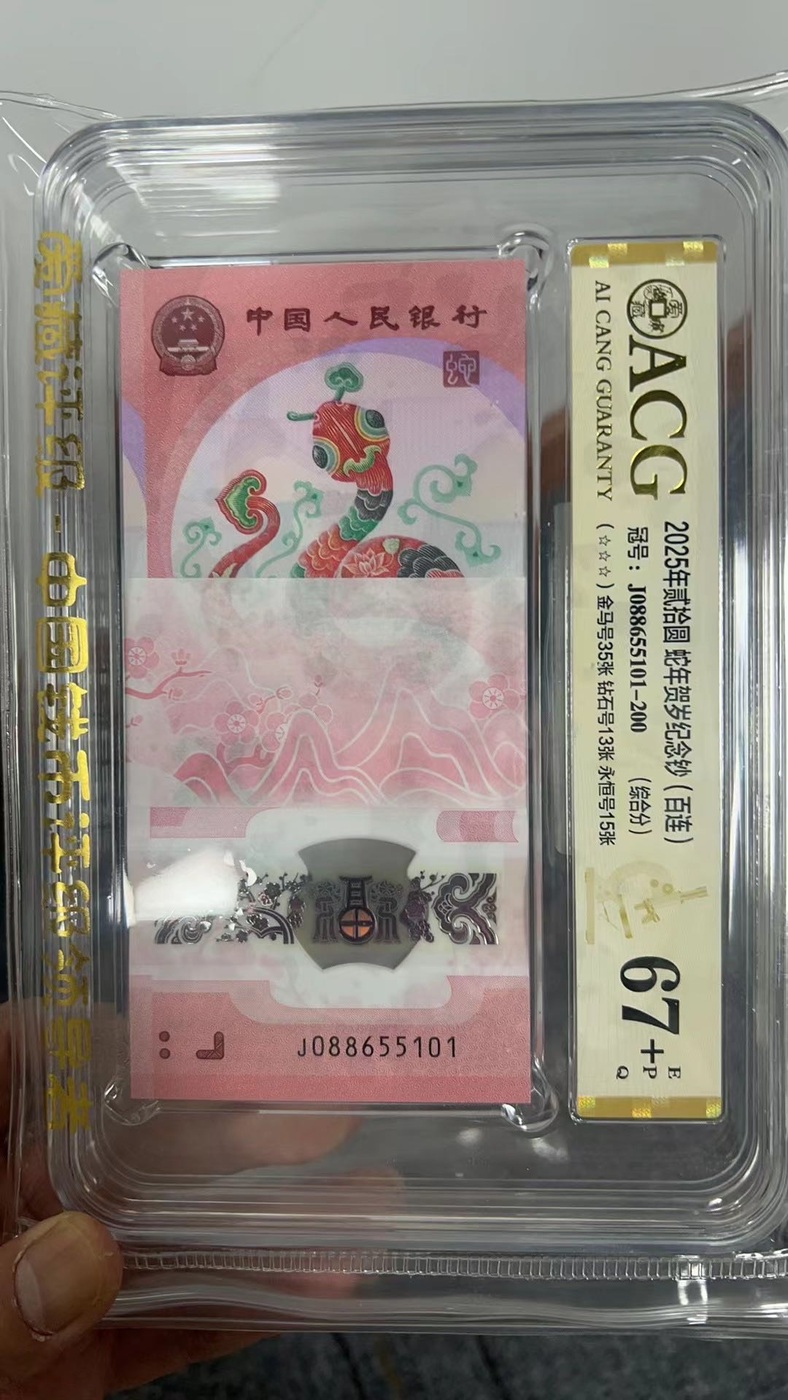 爱藏评级-中国钱币评级领导者
中国人民银行
蛇
J088655101
ACG
AI CANG GUARANTY
2025年贰拾圆 蛇年贺岁纪念钞（百连）
冠号：J088655101-200 （综合分）
（☆☆☆）金马号35张 钻石号13张 永恒号15张
67+
E
P
Q